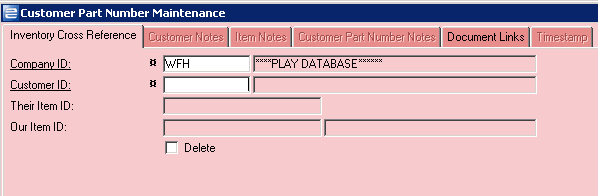 Customer Part Number Maintenance
Inventory Cross Reference Customer Notes Item Notes Customer Part Number Notes Document Links Timestamp
Company ID: ¤ WFH ****PLAY DATABASE******
Customer ID: ¤
Their Item ID:
Our Item ID:
Delete